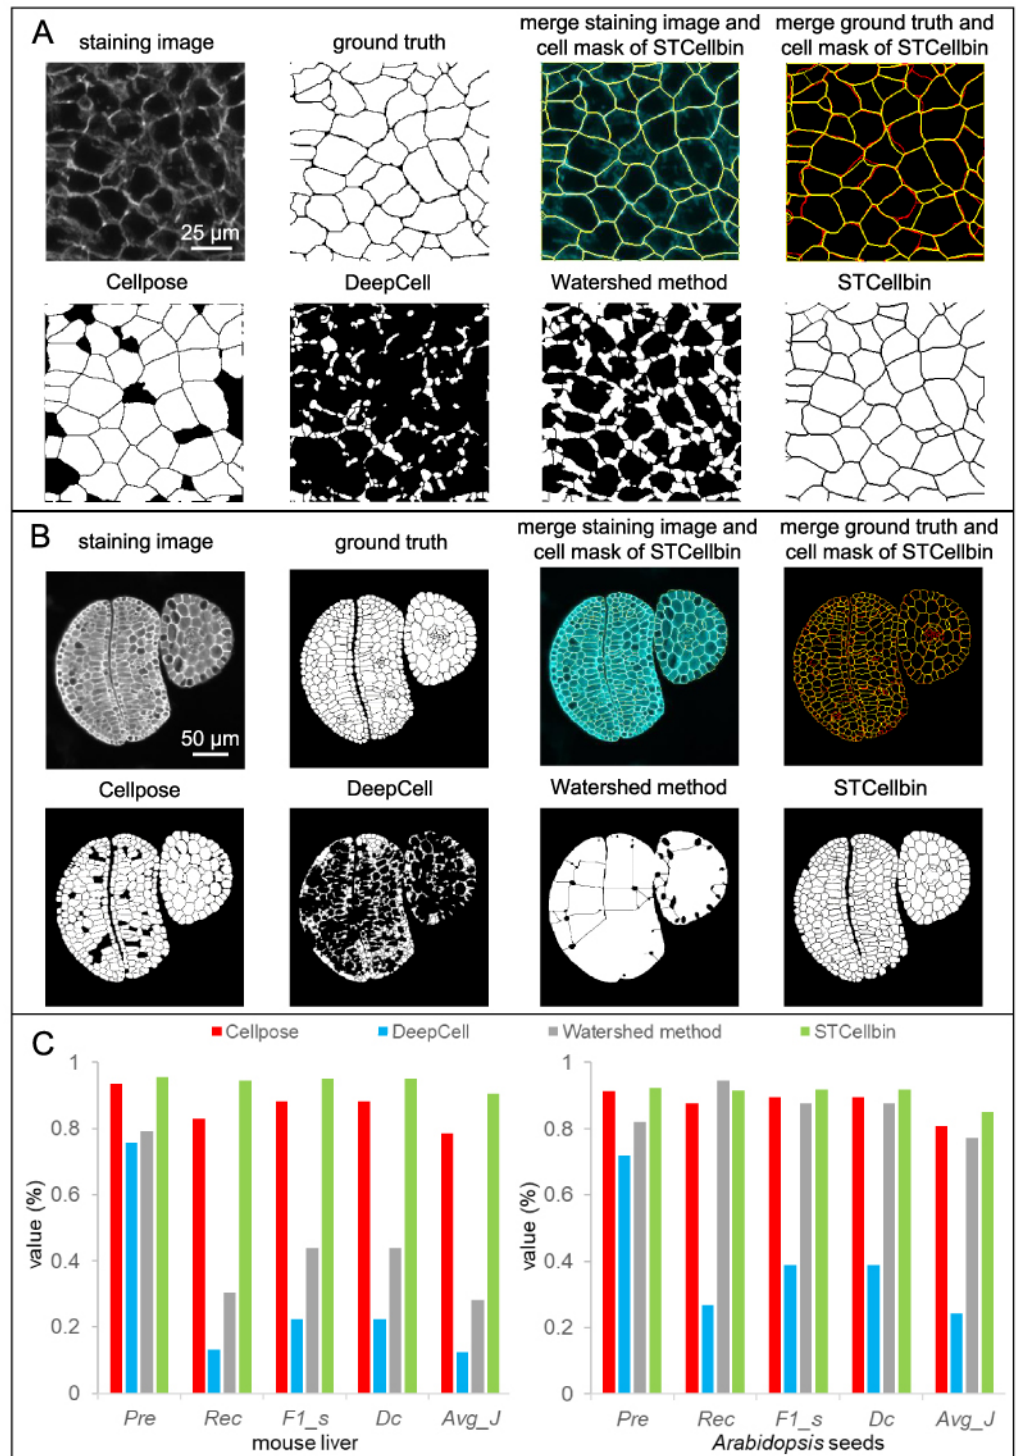 A
staining image
ground truth
merge staining image and
cell mask of STCellbin
merge ground truth and
cell mask of STCellbin
25 µm
Cellpose
DeepCell
Watershed method
STCellbin
B
staining image
ground truth
merge staining image and
cell mask of STCellbin
merge ground truth and
cell mask of STCellbin
50 µm
Cellpose
DeepCell
Watershed method
STCellbin
C
Cellpose
DeepCell
Watershed method
STCellbin
value (%)
1
0.8
0.6
0.4
0.2
0
Pre
Rec
F1_s
Dc
Avg_J
mouse liver
value (%)
1
0.8
0.6
0.4
0.2
0
Pre
Rec
F1_s
Dc
Avg_J
Arabidopsis seeds